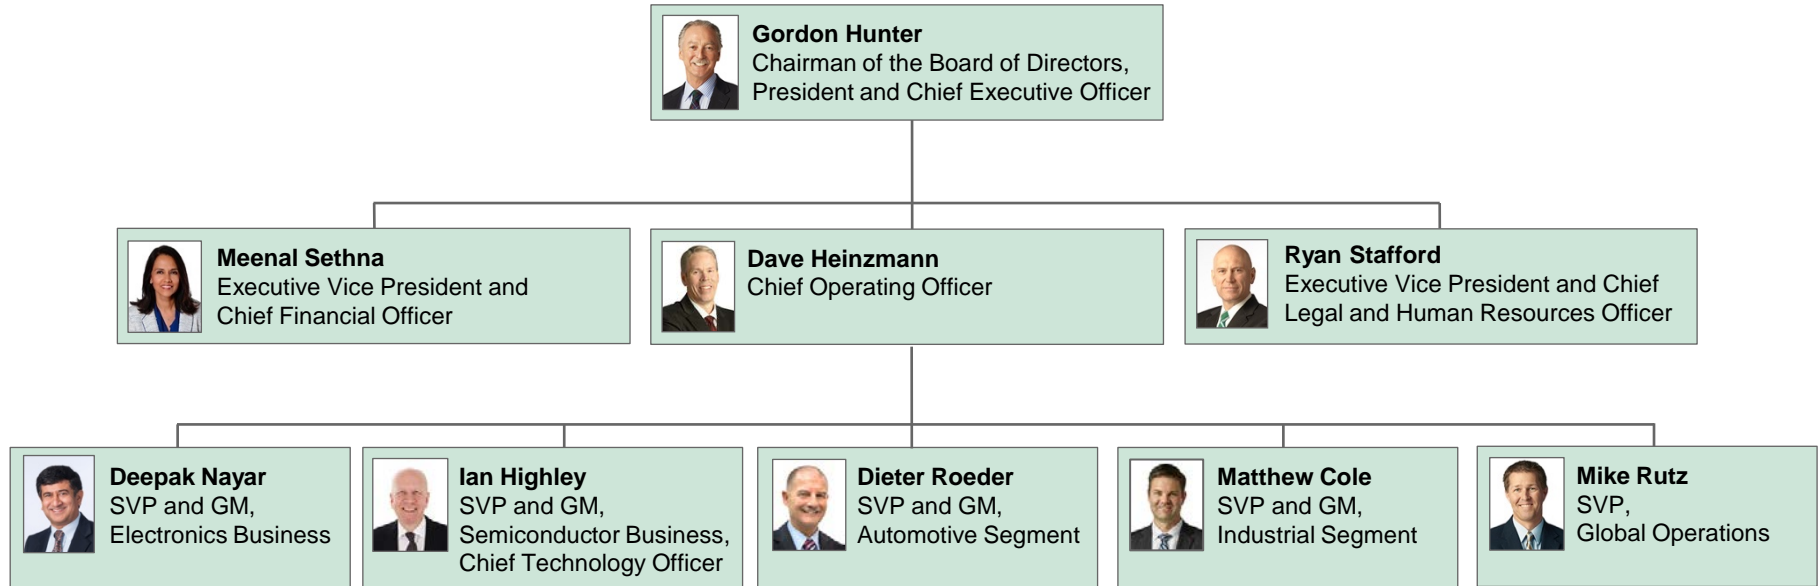 Gordon Hunter
Chairman of the Board of Directors,
President and Chief Executive Officer
Meenal Sethna
Executive Vice President and
Chief Financial Officer
Dave Heinzmann
Chief Operating Officer
Ryan Stafford
Executive Vice President and Chief
Legal and Human Resources Officer
Deepak Nayar
SVP and GM,
Electronics Business
Ian Highley
SVP and GM,
Semiconductor Business,
Chief Technology Officer
Dieter Roeder
SVP and GM,
Automotive Segment
Matthew Cole
SVP and GM,
Industrial Segment
Mike Rutz
SVP,
Global Operations